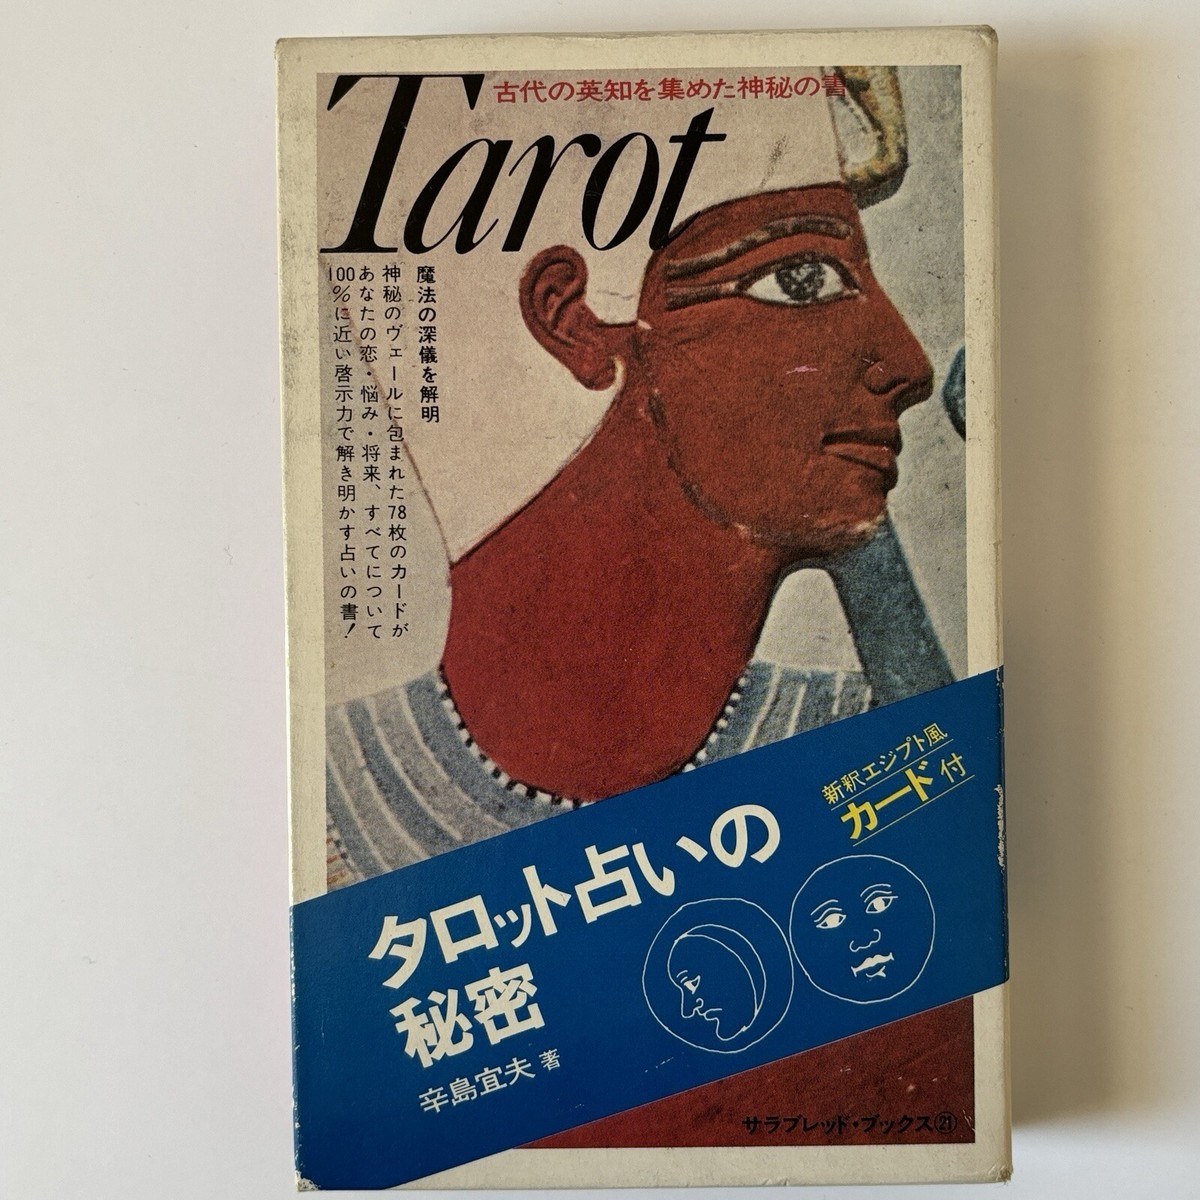 古代の英知を集めた神秘の書
Tarot
魔法の深儀を解明
神秘のヴェールに包まれた78枚のカードが
あなたの恋・悩み・将来、すべてについて
100%に近い啓示力で解き明かす占いの書!
新釈エジプト風
カード付
タロット占いの
秘密
辛島宜夫 著
サラブレッド・ブックス㉑